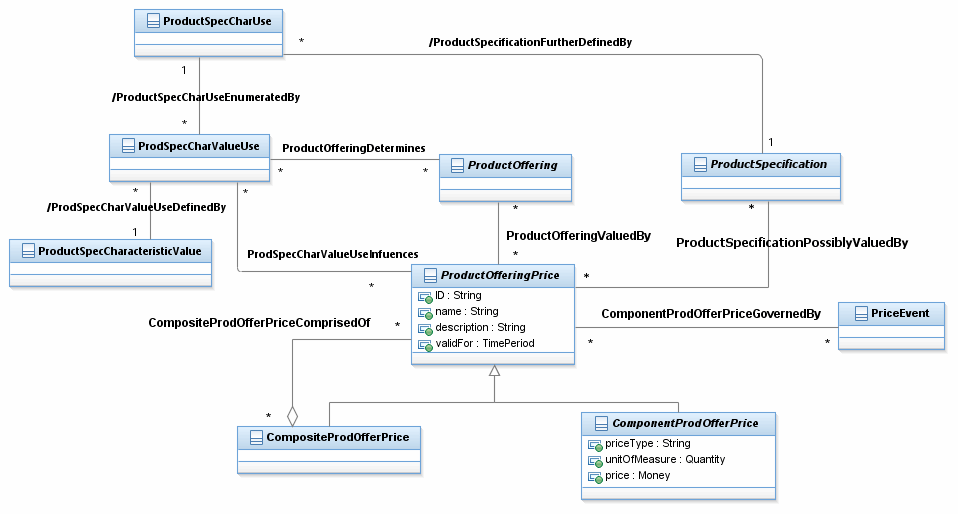 ProductSpecCharUse
*
/ProductSpecificationFurtherDefinedBy
1
/ProductSpecCharUseEnumeratedBy
*
1
ProdSpecCharValueUse
ProductOfferingDetermines
*
*
ProductOffering
ProductSpecification
*
*
*
*
/ProdSpecCharValueUseDefinedBy
1
ProductOfferingValuedBy
ProductSpecificationPossiblyValuedBy
ProductSpecCharacteristicValue
ProdSpecCharValueUseInfuences
*
*
ProductOfferingPrice
*
ID : String
name : String
description : String
validFor : TimePeriod
CompositeProdOfferPriceComprisedOf
*
ComponentProdOfferPriceGovernedBy
PriceEvent
*
*
*
CompositeProdOfferPrice
ComponentProdOfferPrice
priceType : String
unitOfMeasure : Quantity
price : Money